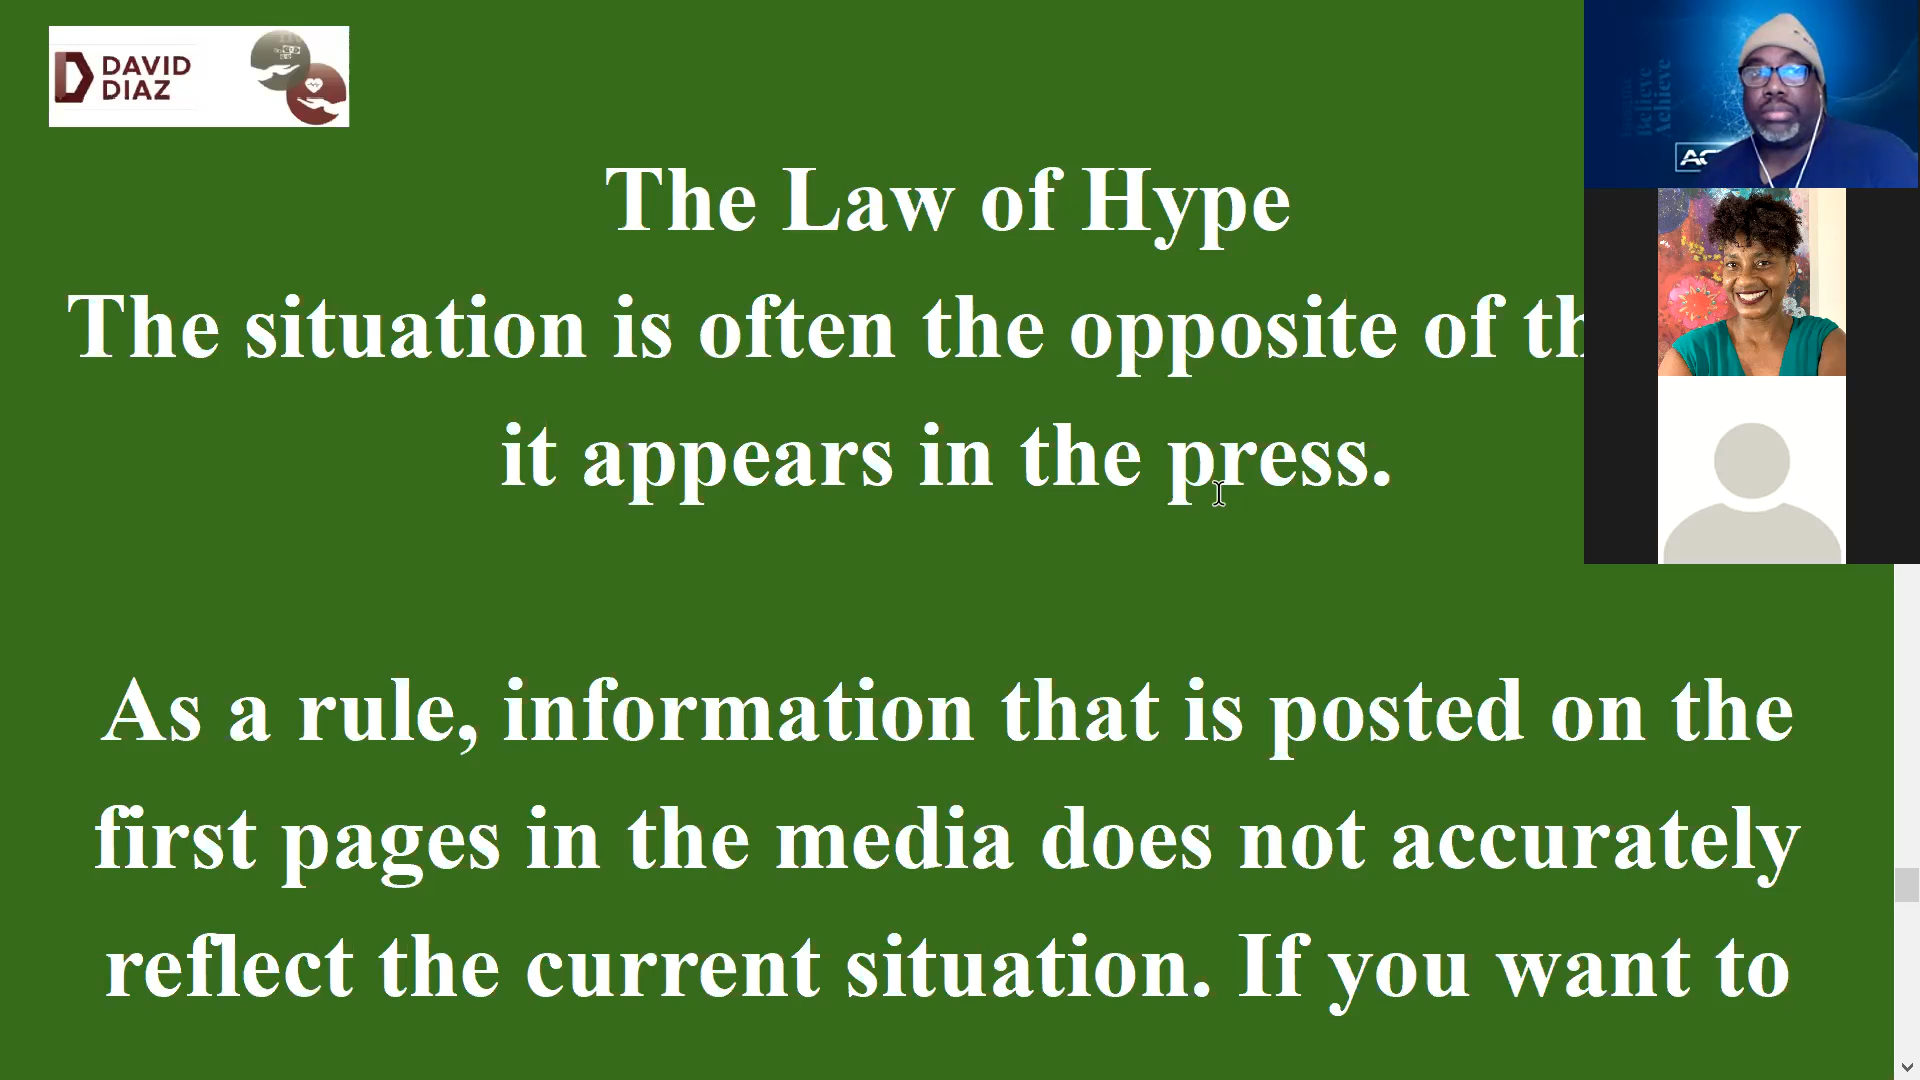 DAVID
DIAZ
The Law of Hype
The situation is often the opposite of
it appears in the press.
As a rule, information that is posted on the
first pages in the media does not accurately
reflect the current situation. If you want to
Believe
Achieve